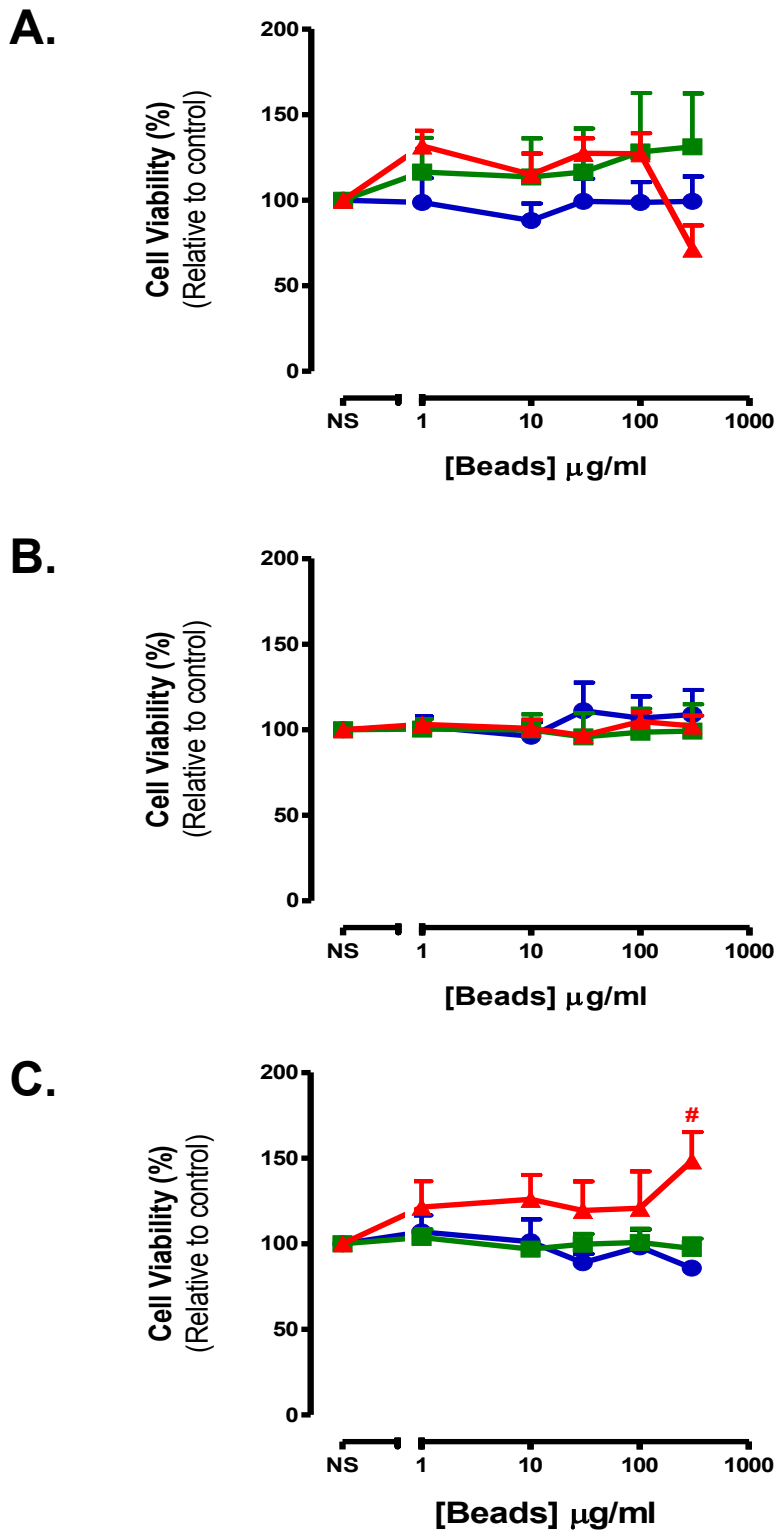 A.
Cell Viability (%)
(Relative to control)
200
150
100
50
0
NS
1
10
100
1000
[Beads] μg/ml
B.
Cell Viability (%)
(Relative to control)
200
150
100
50
0
NS
1
10
100
1000
[Beads] μg/ml
C.
Cell Viability (%)
(Relative to control)
200
150
100
50
0
#
NS
1
10
100
1000
[Beads] μg/ml